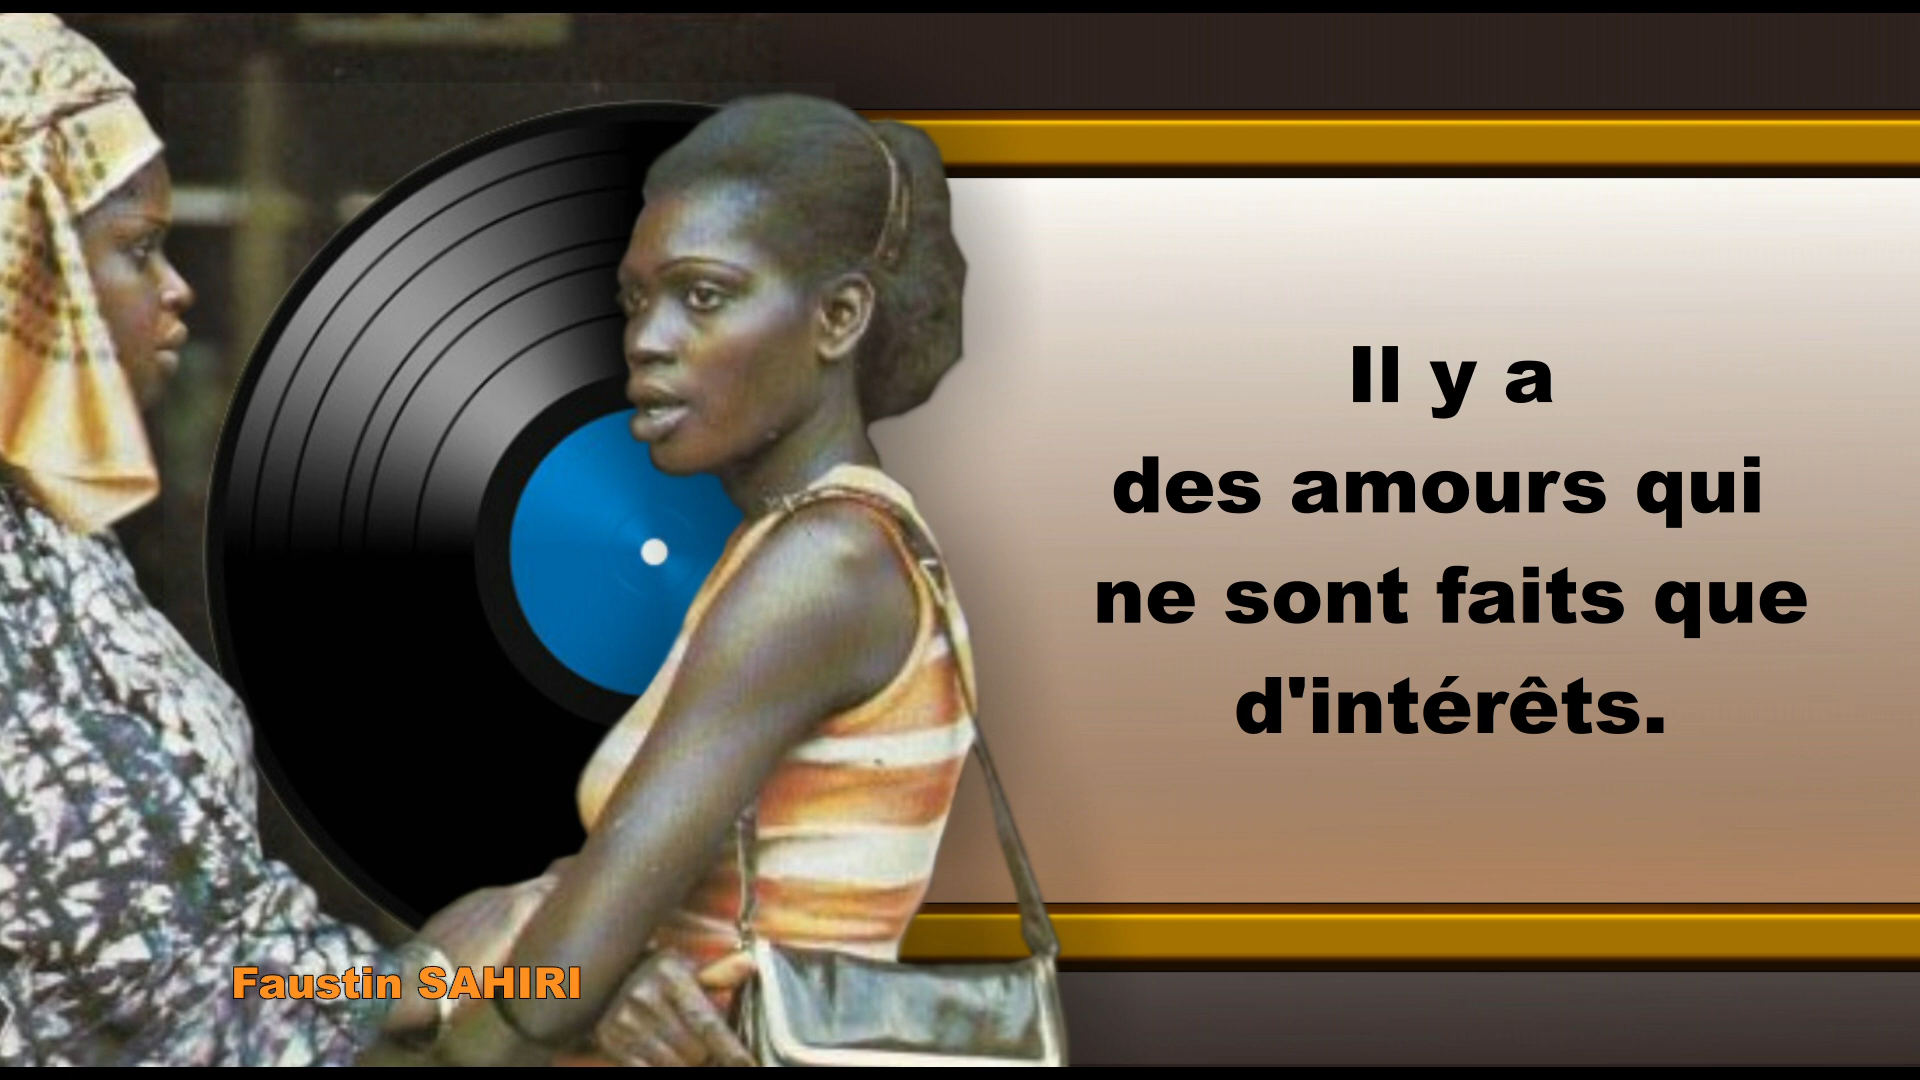 Il y a
des amours qui
ne sont faits que
d'intérêts.
Faustin SAHIRI